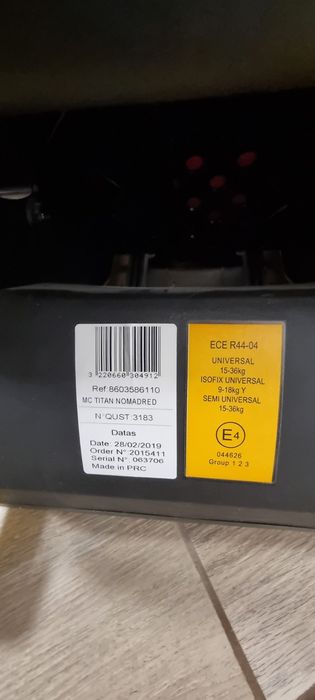 3 220660 304912
Ref:8603586110
MC TITAN NOMADRED
N°QUST:3183
Datas
Date: 28/02/2019
Order N°:2015411
Serial N°: 063706
Made in PRC
ECE R44-04
UNIVERSAL
15-36kg
ISOFIX UNIVERSAL
9-18kg Y
SEMI UNIVERSAL
15-36kg
E4
044626
Group 1 2 3